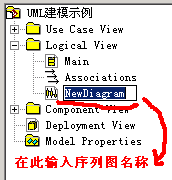 UML建模示例
Use Case View
Logical View
Main
Associations
NewDiagram
Component View
Deployment View
Model Properties
在此输入序列图名称